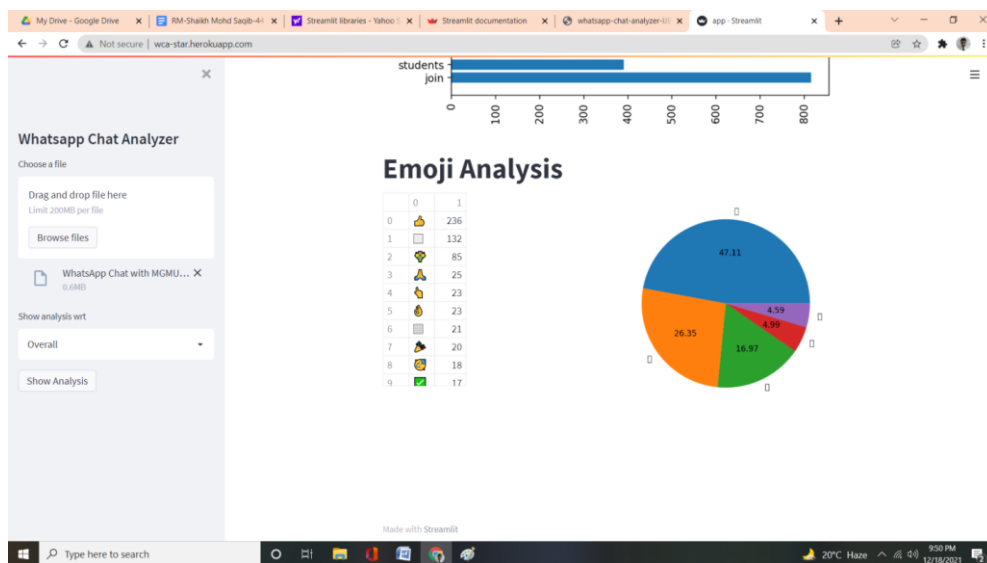 My Drive - Google Drive
RM-Shaikh Mohd Saqib-44
Streamlit libraries - Yahoo S
Streamlit documentation
whatsapp-chat-analyzer-U
app · Streamlit
Not secure | wca-star.herokuapp.com
students
join
0 100 200 300 400 500 600 700 800
Whatsapp Chat Analyzer
Choose a file
Drag and drop file here
Limit 200MB per file
Browse files
WhatsApp Chat with MGMU...
0.6MB
Show analysis wrt
Overall
Show Analysis
Emoji Analysis
0 1
0 👍 236
1 132
2 85
3 🙏 25
4 23
5 23
6 21
7 20
8 18
9 ✅ 17
47.11
26.35
16.97
4.99
4.59
Made with Streamlit
Type here to search
20°C Haze
9:50 PM
12/18/2021